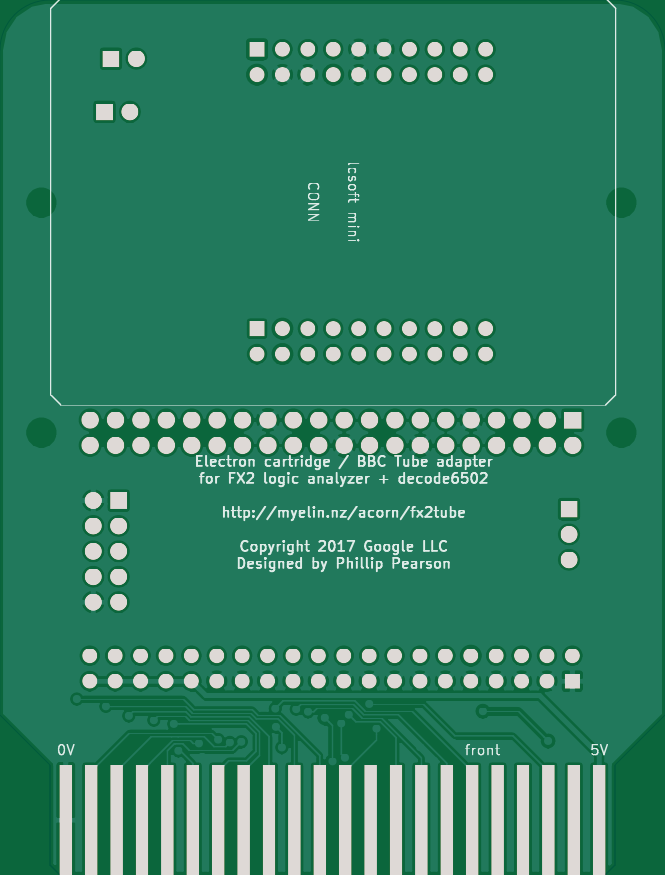 lcsoft mini
CONN
Electron cartridge / BBC Tube adapter
for FX2 logic analyzer + decode6502
http://myelin.nz/acorn/fx2tube
Copyright 2017 Google LLC
Designed by Phillip Pearson
0V front 5V